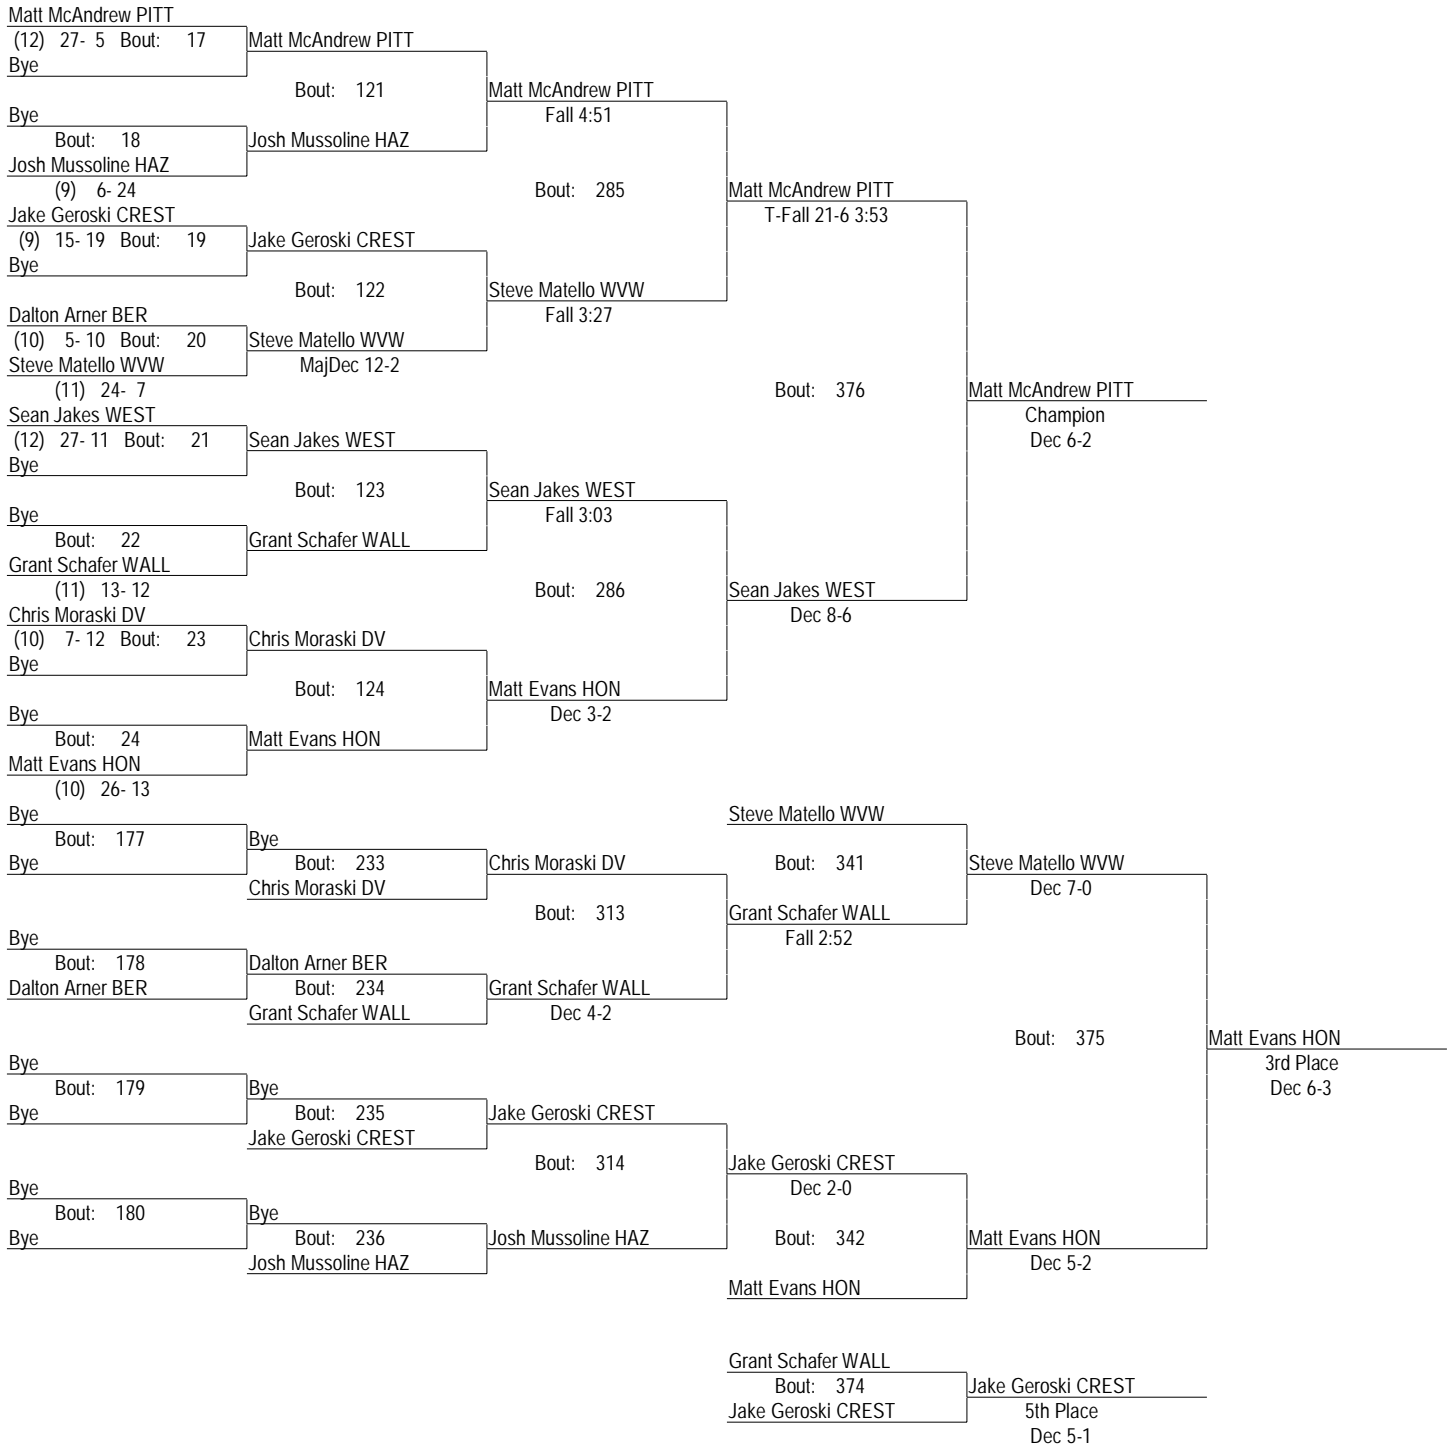 Matt McAndrew PITT
(12) 27- 5 Bout: 17 Matt McAndrew PITT
Bye
Bout: 121 Matt McAndrew PITT
Bye Fall 4:51
Bout: 18 Josh Mussoline HAZ
Josh Mussoline HAZ
(9) 6- 24 Bout: 285 Matt McAndrew PITT
Jake Geroski CREST T-Fall 21-6 3:53
(9) 15- 19 Bout: 19 Jake Geroski CREST
Bye
Bout: 122 Steve Matello WVW
Dalton Arner BER Fall 3:27
(10) 5- 10 Bout: 20 Steve Matello WVW
Steve Matello WVW MajDec 12-2
(11) 24- 7 Bout: 376 Matt McAndrew PITT
Sean Jakes WEST Champion
(12) 27- 11 Bout: 21 Sean Jakes WEST Dec 6-2
Bye
Bout: 123 Sean Jakes WEST
Bye Fall 3:03
Bout: 22 Grant Schafer WALL
Grant Schafer WALL
(11) 13- 12 Bout: 286 Sean Jakes WEST
Chris Moraski DV Dec 8-6
(10) 7- 12 Bout: 23 Chris Moraski DV
Bye
Bout: 124 Matt Evans HON
Bye Dec 3-2
Bout: 24 Matt Evans HON
Matt Evans HON
(10) 26- 13
Bye Steve Matello WVW
Bout: 177 Bye
Bye Bout: 233 Chris Moraski DV Bout: 341 Steve Matello WVW
Chris Moraski DV Dec 7-0
Bout: 313 Grant Schafer WALL
Bye Fall 2:52
Bout: 178 Dalton Arner BER
Dalton Arner BER Bout: 234 Grant Schafer WALL
Grant Schafer WALL Dec 4-2
Bout: 375 Matt Evans HON
Bye 3rd Place
Bout: 179 Bye Dec 6-3
Bye Bout: 235 Jake Geroski CREST
Jake Geroski CREST
Bout: 314 Jake Geroski CREST
Bye Dec 2-0
Bout: 180 Bye
Bye Bout: 236 Josh Mussoline HAZ Bout: 342 Matt Evans HON
Josh Mussoline HAZ Dec 5-2
Matt Evans HON
Grant Schafer WALL
Bout: 374 Jake Geroski CREST
Jake Geroski CREST 5th Place
Dec 5-1